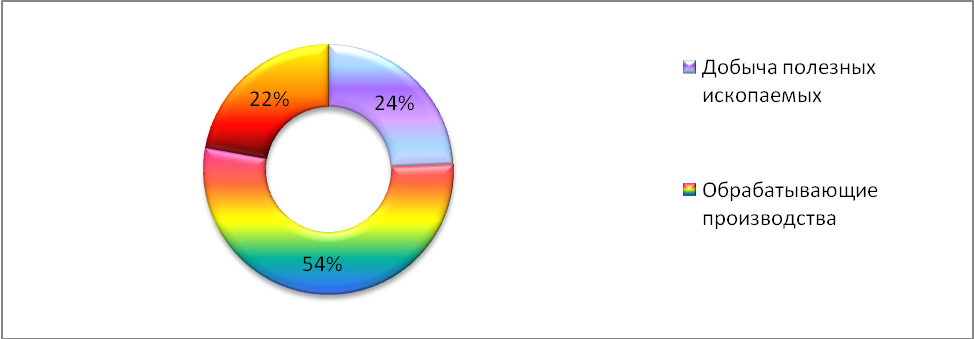 22%
24%
54%
Добыча полезных
ископаемых
Обрабатывающие
производства